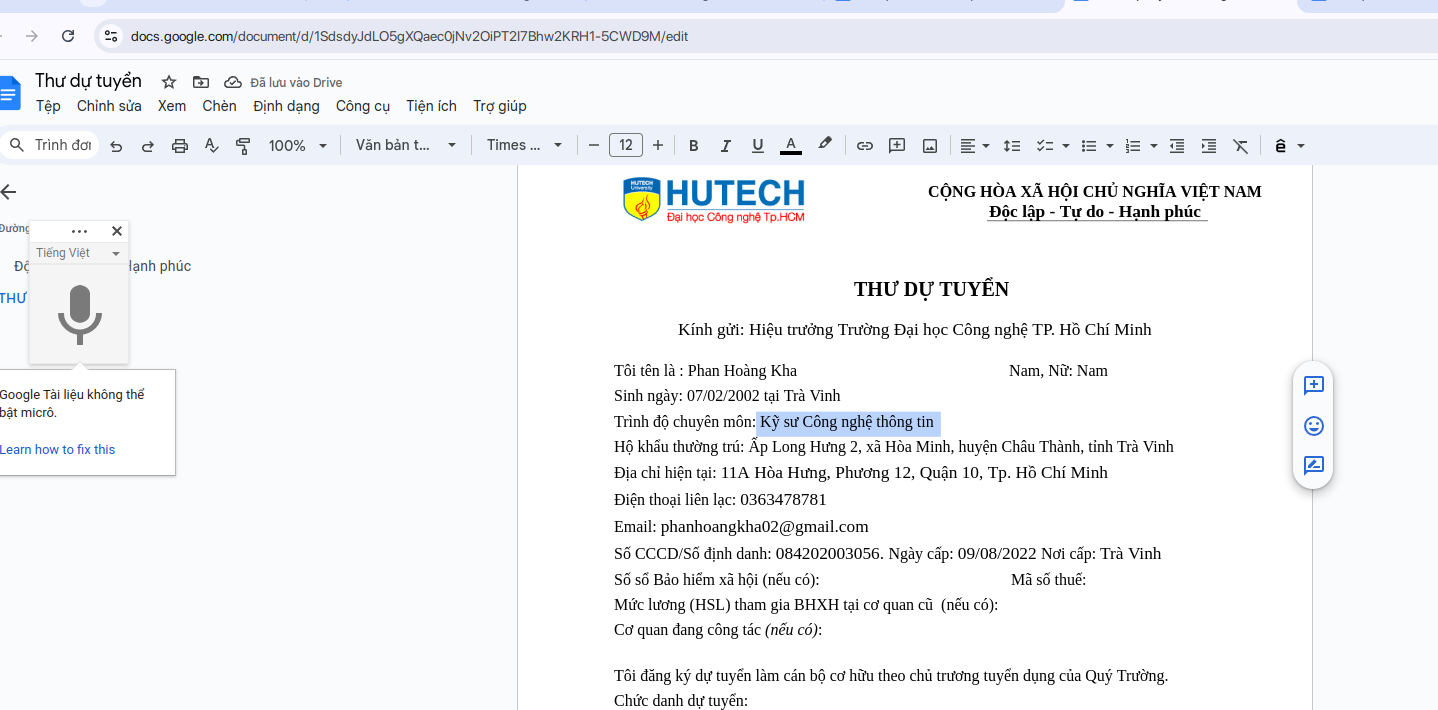 docs.google.com/document/d/1SdsdyJdLO5gXQaec0jNv2OiPT2l7Bhw2KRH1-5CWD9M/edit
Thư dự tuyển
Đã lưu vào Drive
Tệp Chỉnh sửa Xem Chèn Định dạng Công cụ Tiện ích Trợ giúp
Trình đơn 100% Văn bản t... Times ... 12 B I U A ê
HUTECH University HUTECH
Đại học Công nghệ Tp.HCM
CỘNG HÒA XÃ HỘI CHỦ NGHĨA VIỆT NAM
Độc lập - Tự do - Hạnh phúc
Đường
Tiếng Việt
Độ Hạnh phúc
THƯ
Google Tài liệu không thể
bật micrô.
Learn how to fix this
THƯ DỰ TUYỂN
Kính gửi: Hiệu trưởng Trường Đại học Công nghệ TP. Hồ Chí Minh
Tôi tên là : Phan Hoàng Kha Nam, Nữ: Nam
Sinh ngày: 07/02/2002 tại Trà Vinh
Trình độ chuyên môn: Kỹ sư Công nghệ thông tin
Hộ khẩu thường trú: Ấp Long Hưng 2, xã Hòa Minh, huyện Châu Thành, tỉnh Trà Vinh
Địa chỉ hiện tại: 11A Hòa Hưng, Phương 12, Quận 10, Tp. Hồ Chí Minh
Điện thoại liên lạc: 0363478781
Email: phanhoangkha02@gmail.com
Số CCCD/Số định danh: 084202003056. Ngày cấp: 09/08/2022 Nơi cấp: Trà Vinh
Số sổ Bảo hiểm xã hội (nếu có): Mã số thuế:
Mức lương (HSL) tham gia BHXH tại cơ quan cũ (nếu có):
Cơ quan đang công tác (nếu có):
Tôi đăng ký dự tuyển làm cán bộ cơ hữu theo chủ trương tuyển dụng của Quý Trường.
Chức danh dự tuyển: